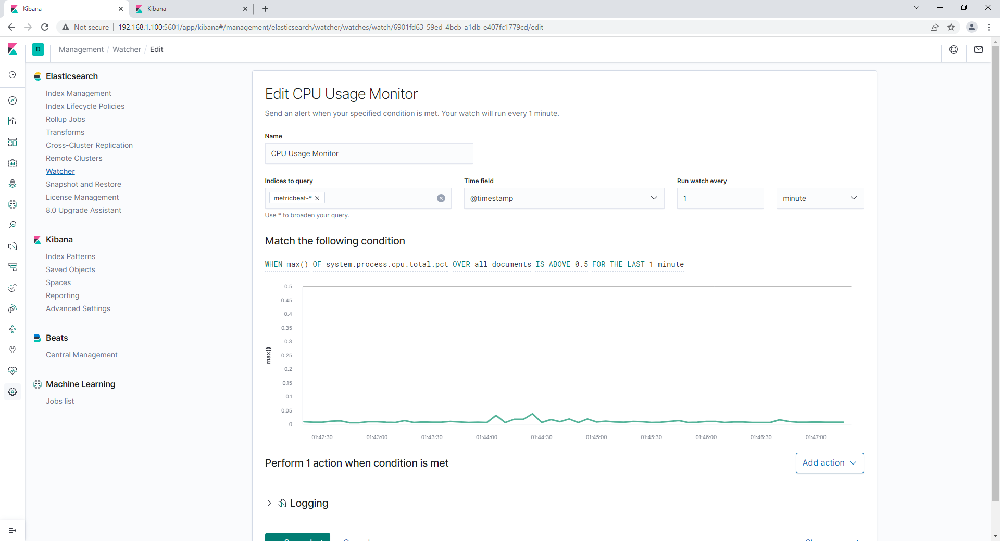 Kibana
Kibana
Not secure
192.168.1.100:5601/app/kibana#/management/elasticsearch/watcher/watches/watch/6901fd63-59ed-4bcb-a1db-e407fc1779cd/edit
D
Management / Watcher / Edit
Elasticsearch
Index Management
Index Lifecycle Policies
Rollup Jobs
Transforms
Cross-Cluster Replication
Remote Clusters
Watcher
Snapshot and Restore
License Management
8.0 Upgrade Assistant
Kibana
Index Patterns
Saved Objects
Spaces
Reporting
Advanced Settings
Beats
Central Management
Machine Learning
Jobs list
Edit CPU Usage Monitor
Send an alert when your specified condition is met. Your watch will run every 1 minute.
Name
CPU Usage Monitor
Indices to query
metricbeat-*
Use * to broaden your query.
Time field
@timestamp
Run watch every
1
minute
Match the following condition
WHEN max() OF system.process.cpu.total.pct OVER all documents IS ABOVE 0.5 FOR THE LAST 1 minute
max()
0.5
0.45
0.4
0.35
0.3
0.25
0.2
0.15
0.1
0.05
0
01:42:30 01:43:00 01:43:30 01:44:00 01:44:30 01:45:00 01:45:30 01:46:00 01:46:30 01:47:00
Perform 1 action when condition is met
Add action
Logging